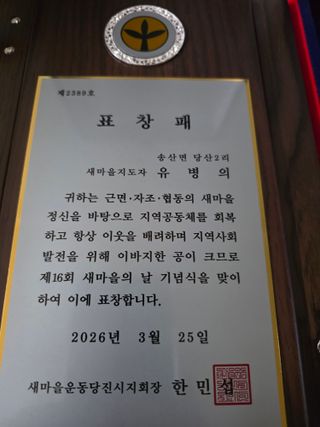 제2389호
표 창 패
송산면 당산2리
새마을지도자 유 병 의
귀하는 근면·자조·협동의 새마을
정신을 바탕으로 지역공동체를 회복
하고 항상 이웃을 배려하며 지역사회
발전을 위해 이바지한 공이 크므로
제16회 새마을의 날 기념식을 맞이
하여 이에 표창합니다.
2026년 3월 25일
새마을운동당진시지회장 한 민 섭